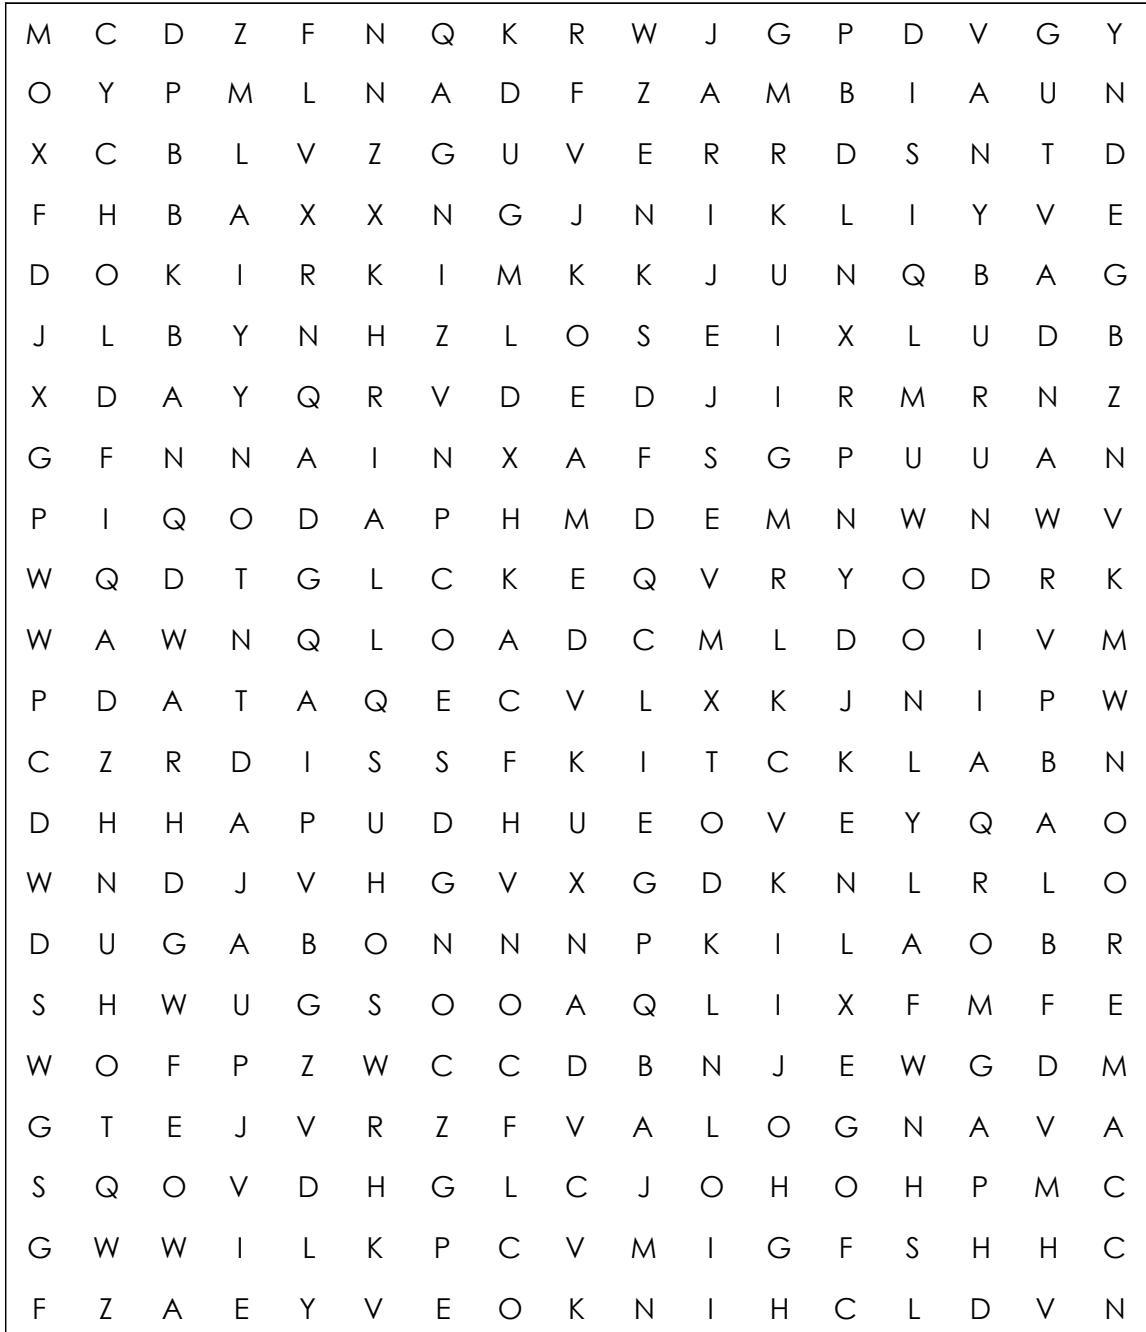 M C D Z F N Q K R W J G P D V G Y
O Y P M L N A D F Z A M B I A U N
X C B L V Z G U V E R R D S N T D
F H B A X X N G J N I K L I Y V E
D O K I R K I M K K J U N Q B A G
J L B Y N H Z L O S E I X L U D B
X D A Y Q R V D E D J I R M R N Z
G F N N A I N X A F S G P U U A N
P I Q O D A P H M D E M N W N W V
W Q D T G L C K E Q V R Y O D R K
W A W N Q L O A D C M L D O I V M
P D A T A Q E C V L X K J N I P W
C Z R D I S S F K I T C K L A B N
D H H A P U D H U E O V E Y Q A O
W N D J V H G V X G D K N L R L O
D U G A B O N N N P K I L A O B R
S H W U G S O O A Q L I X F M F E
W O F P Z W C C D B N J E W G D M
G T E J V R Z F V A L O G N A V A
S Q O V D H G L C J O H O H P M C
G W W I L K P C V M I G F S H H C
F Z A E Y V E O K N I H C L D V N